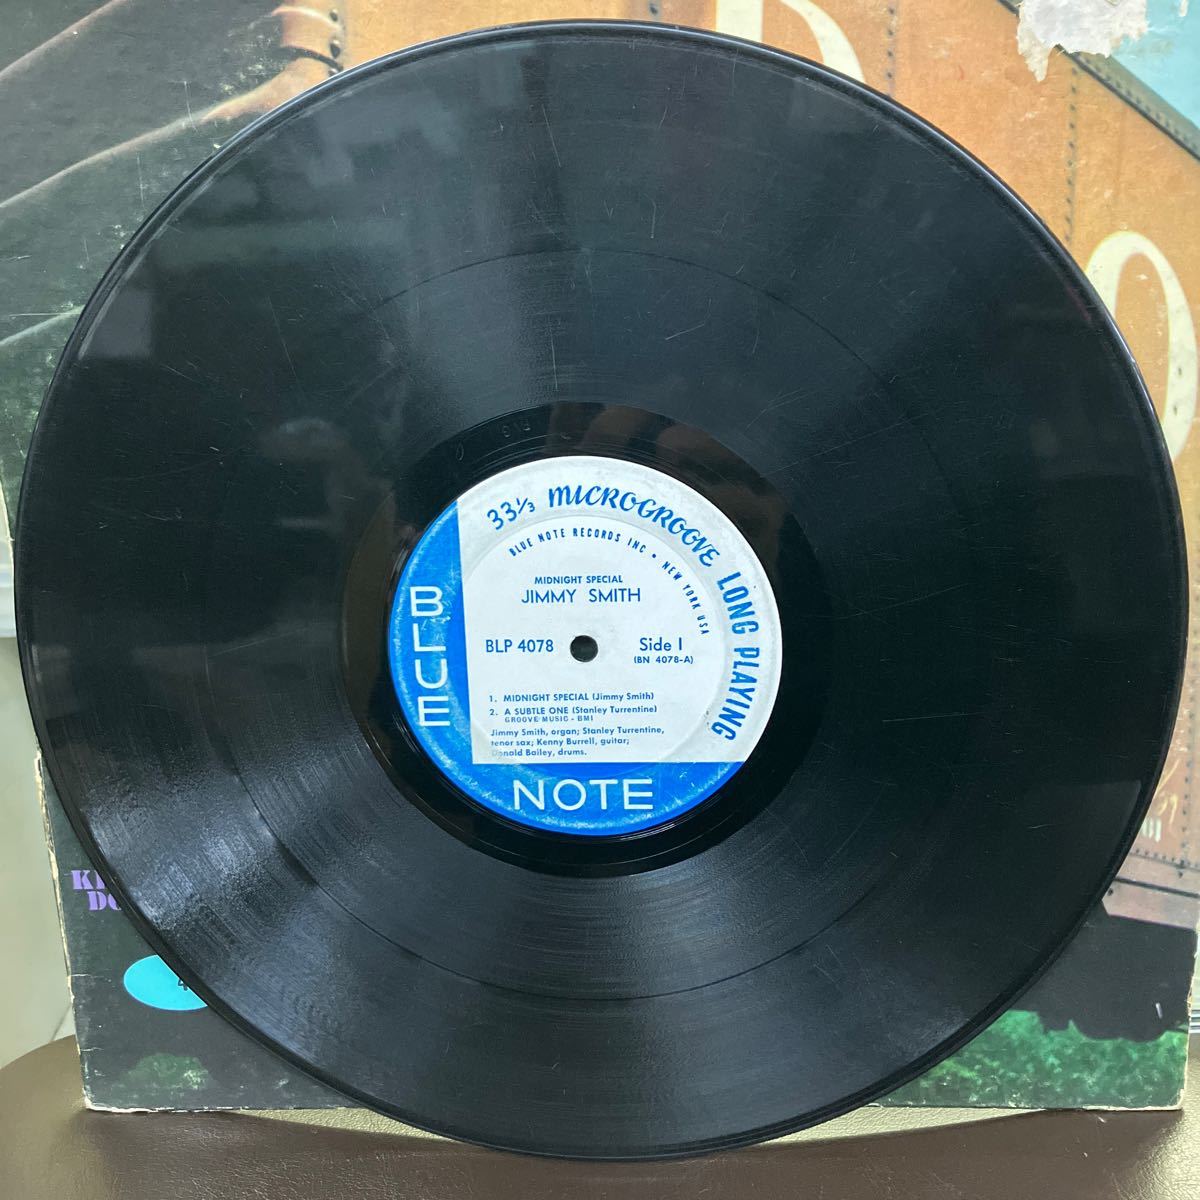 33⅓ MICROGROOVE LONG PLAYING
BLUE NOTE RECORDS INC • NEW YORK USA
MIDNIGHT SPECIAL
JIMMY SMITH
BLP 4078
Side 1
(BN 4078-A)
1. MIDNIGHT SPECIAL (Jimmy Smith)
2. A SUBTLE ONE (Stanley Turrentine)
GROOVE MUSIC - BMI
Jimmy Smith, organ; Stanley Turrentine,
tenor sax; Kenny Burrell, guitar;
Donald Bailey, drums.
BLUE
NOTE